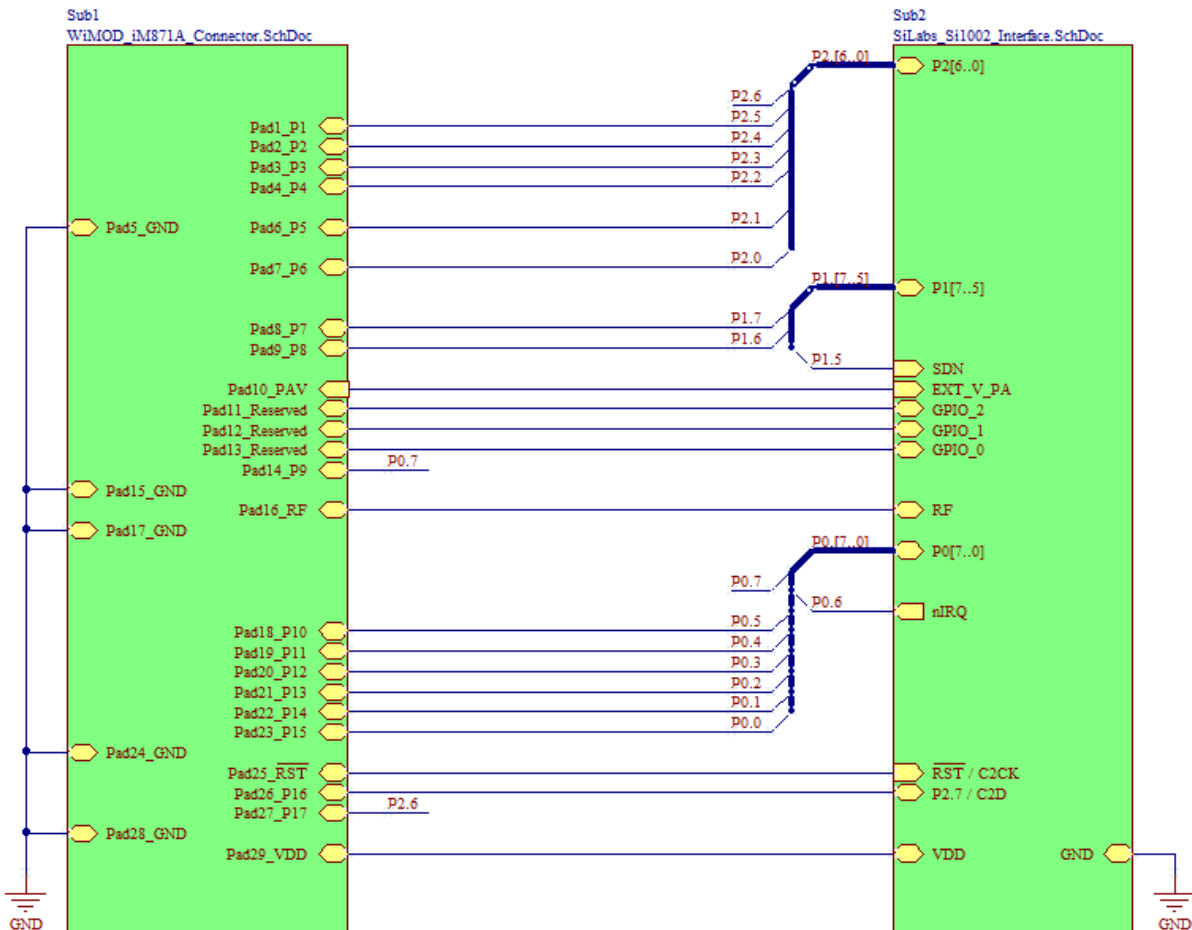 Sub1
WiMOD_iM871A_Connector.SchDoc
Sub2
SiLabs_Si1002_Interface.SchDoc
P2.[6..0]
P2[6..0]
P2.6
P2.5
Pad1_P1
P2.4
Pad2_P2
P2.3
Pad3_P3
P2.2
Pad4_P4
Pad5_GND
Pad6_P5
P2.1
Pad7_P6
P2.0
P1.[7..5]
P1[7..5]
Pad8_P7
P1.7
Pad9_P8
P1.6
P1.5
SDN
Pad10_PAV
EXT_V_PA
Pad11_Reserved
GPIO_2
Pad12_Reserved
GPIO_1
Pad13_Reserved
GPIO_0
Pad14_P9
P0.7
Pad15_GND
Pad16_RF
RF
Pad17_GND
P0.[7..0]
P0[7..0]
P0.7
P0.6
nIRQ
Pad18_P10
P0.5
Pad19_P11
P0.4
Pad20_P12
P0.3
Pad21_P13
P0.2
Pad22_P14
P0.1
Pad23_P15
P0.0
Pad24_GND
Pad25_RST
RST / C2CK
Pad26_P16
P2.7 / C2D
Pad27_P17
P2.6
Pad28_GND
Pad29_VDD
VDD
GND
GND
GND